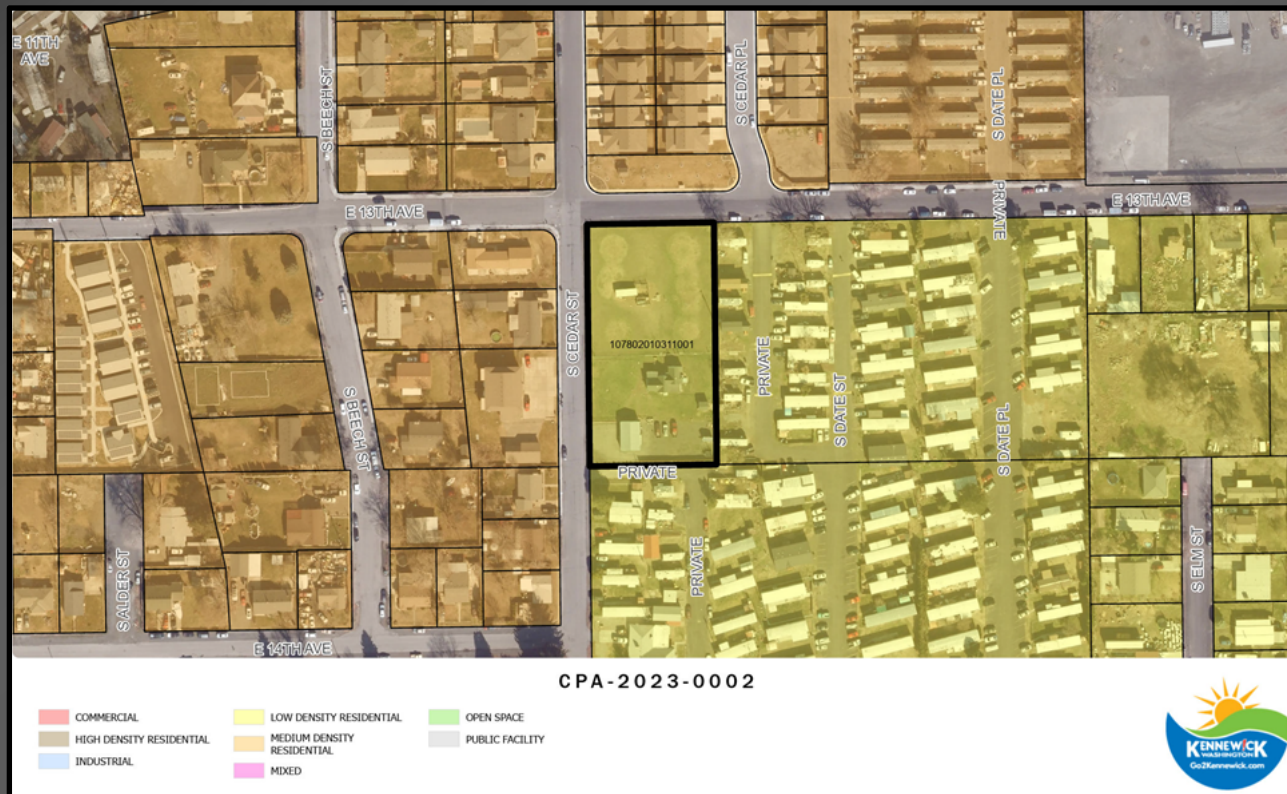 E 11TH
AVE
S BEECH ST
S CEDAR PL
S DATE PL
PRIVATE
E 13TH AVE
E 13TH AVE
S CEDAR ST
107802010311001
PRIVATE
S DATE ST
S BEECH ST
S DATE PL
PRIVATE
PRIVATE
S ALDER ST
S ELM ST
E 14TH AVE
CPA-2023-0002
COMMERCIAL
HIGH DENSITY RESIDENTIAL
INDUSTRIAL
LOW DENSITY RESIDENTIAL
MEDIUM DENSITY
RESIDENTIAL
MIXED
OPEN SPACE
PUBLIC FACILITY
KENNEWICK
WASHINGTON
Go2Kennewick.com